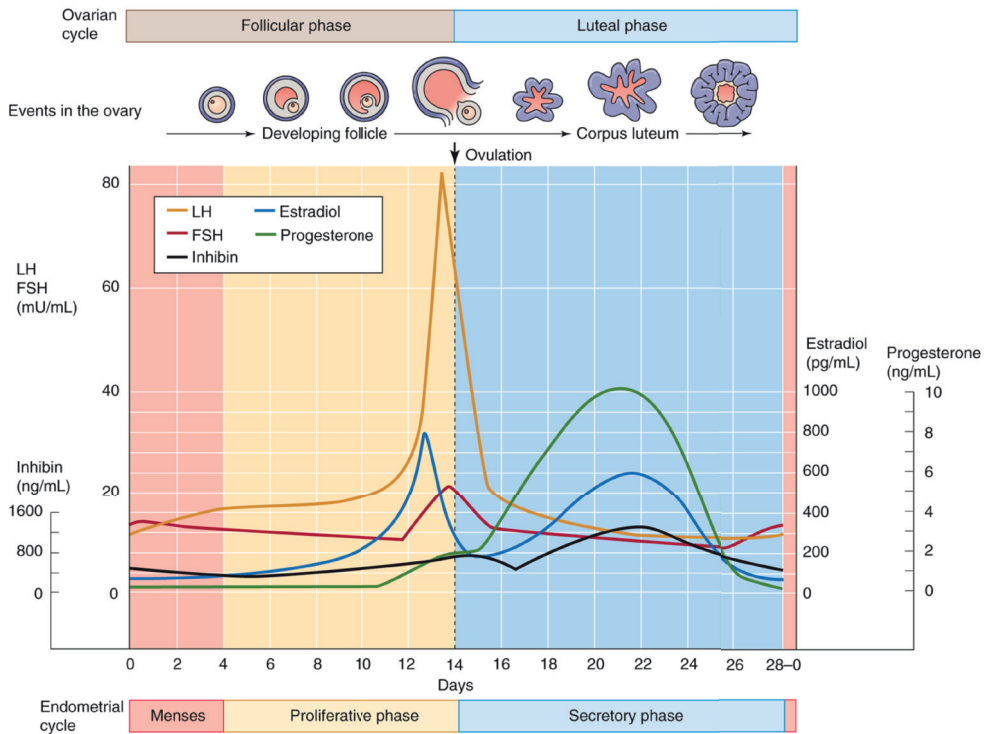 Ovarian
cycle
Follicular phase
Luteal phase
Events in the ovary
Developing follicle
Corpus luteum
Ovulation
LH
FSH
Inhibin
Estradiol
Progesterone
LH
FSH
(mU/mL)
80
60
40
20
0
Inhibin
(ng/mL)
1600
800
0
Estradiol
(pg/mL)
1000
800
600
400
200
0
Progesterone
(ng/mL)
10
8
6
4
2
0
0 2 4 6 8 10 12 14 16 18 20 22 24 26 28–0
Days
Endometrial
cycle
Menses
Proliferative phase
Secretory phase